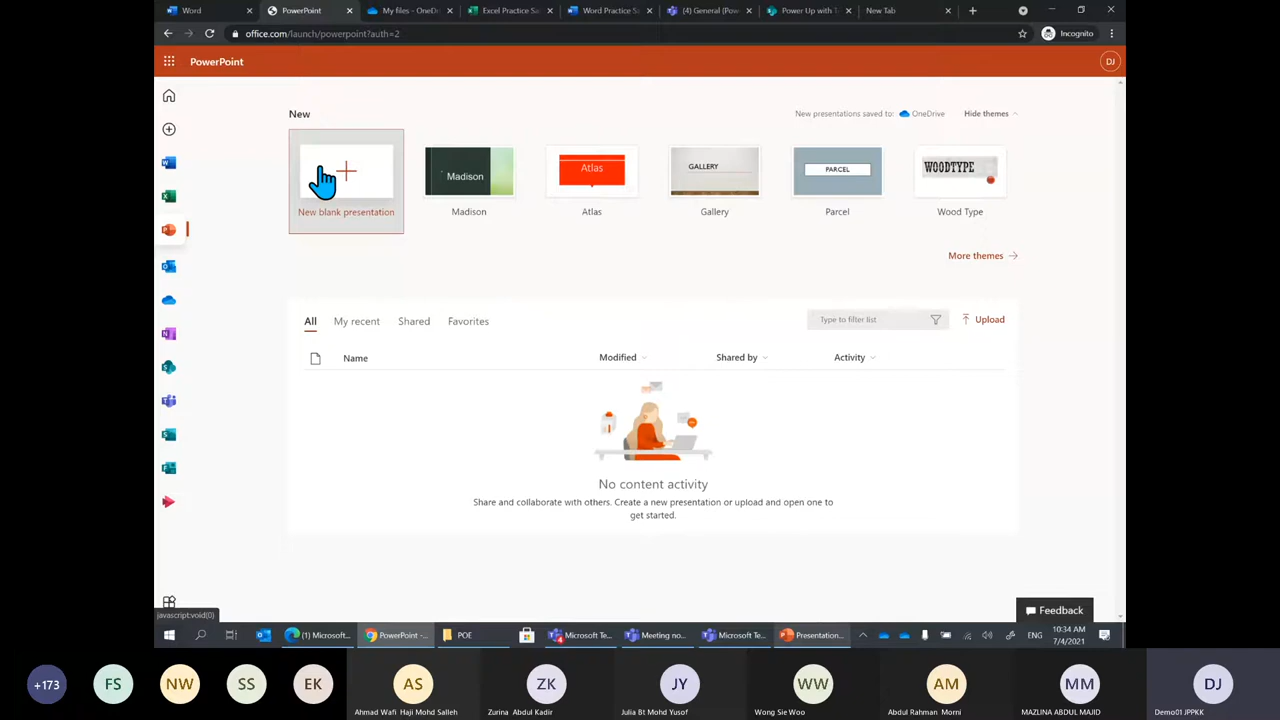 Word
PowerPoint
My files - OneDri
Excel Practice Sa
Word Practice Sa
(4) General (Pow
Power Up with
New Tab
office.com/launch/powerpoint?auth=2
Incognito
PowerPoint
DJ
New
New presentations saved to: OneDrive
Hide themes
New blank presentation
Madison
Madison
Atlas
Atlas
GALLERY
Gallery
PARCEL
Parcel
WOODTYPE
Wood Type
More themes
All
My recent
Shared
Favorites
Type to filter list
Upload
Name
Modified
Shared by
Activity
No content activity
Share and collaborate with others. Create a new presentation or upload and open one to
get started.
javascript:void(0)
Feedback
(1) Microsoft
PowerPoint -...
POE
Microsoft Te...
Meeting no...
Microsoft Te...
Presentation...
ENG
10:34 AM
7/4/2021
+173
FS
NW
SS
EK
AS
Ahmad Wafi Haji Mohd Salleh
ZK
Zurina Abdul Kadir
JY
Julia Bt Mohd Yusof
WW
Wong Sie Woo
AM
Abdul Rahman Morni
MM
MAZLINA ABDUL MAJID
DJ
Demo01 JPPKK